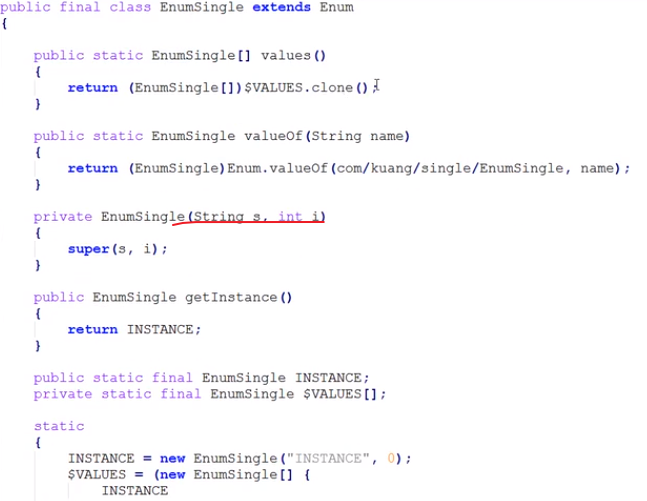 public final class EnumSingle extends Enum
{
public static EnumSingle[] values()
{
return (EnumSingle[])$VALUES.clone();
}
public static EnumSingle valueOf(String name)
{
return (EnumSingle)Enum.valueOf(com/kuang/single/EnumSingle, name);
}
private EnumSingle(String s, int i)
{
super(s, i);
}
public EnumSingle getInstance()
{
return INSTANCE;
}
public static final EnumSingle INSTANCE;
private static final EnumSingle $VALUES[];
static
{
INSTANCE = new EnumSingle("INSTANCE", 0);
$VALUES = (new EnumSingle[] {
INSTANCE